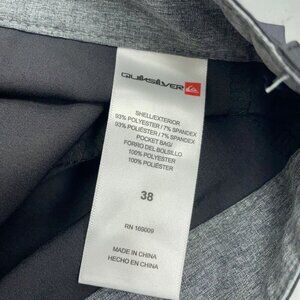 QUIKSILVER
SHELL/EXTERIOR
93% POLYESTER / 7% SPANDEX
93% POLIÉSTER / 7% SPANDEX
POCKET BAG/
FORRO DEL BOLSILLO
100% POLYESTER
100% POLIÉSTER
38
RN 169009
MADE IN CHINA
HECHO EN CHINA